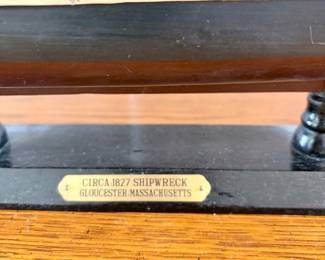 CIRCA 1827 SHIPWRECK
GLOUCESTER MASSACHUSETTS